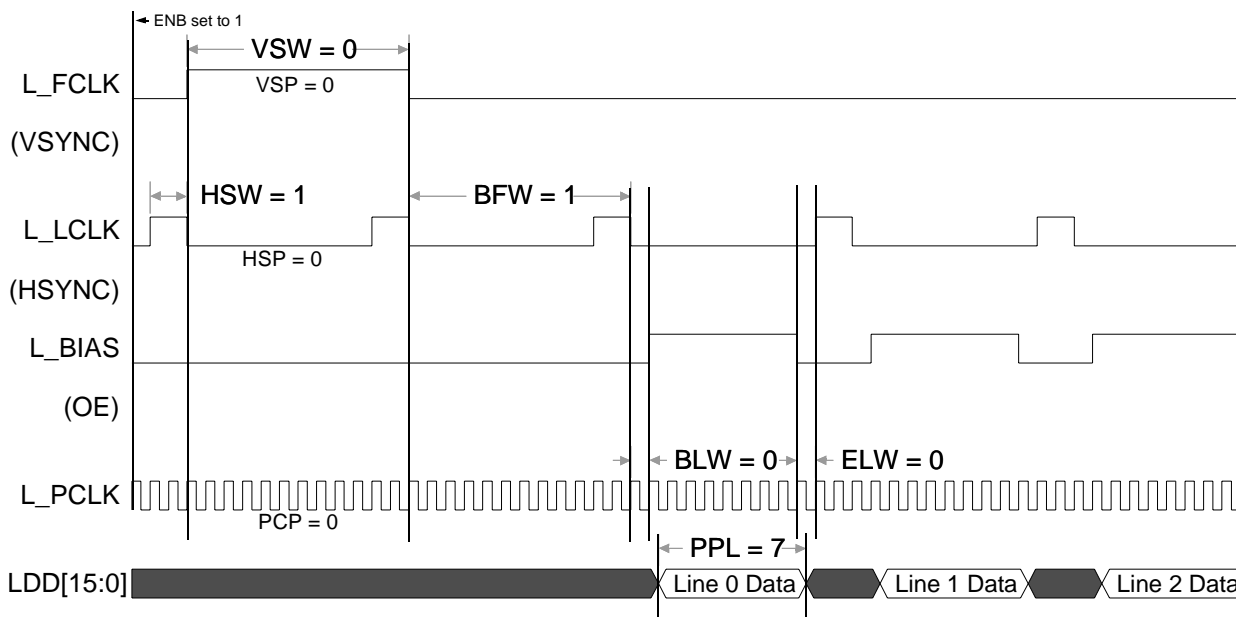 ENB set to 1
VSW = 0
L_FCLK
VSP = 0
(VSYNC)
HSW = 1
BFW = 1
L_LCLK
HSP = 0
(HSYNC)
L_BIAS
(OE)
BLW = 0
ELW = 0
L_PCLK
PCP = 0
PPL = 7
LDD[15:0]
Line 0 Data
Line 1 Data
Line 2 Data